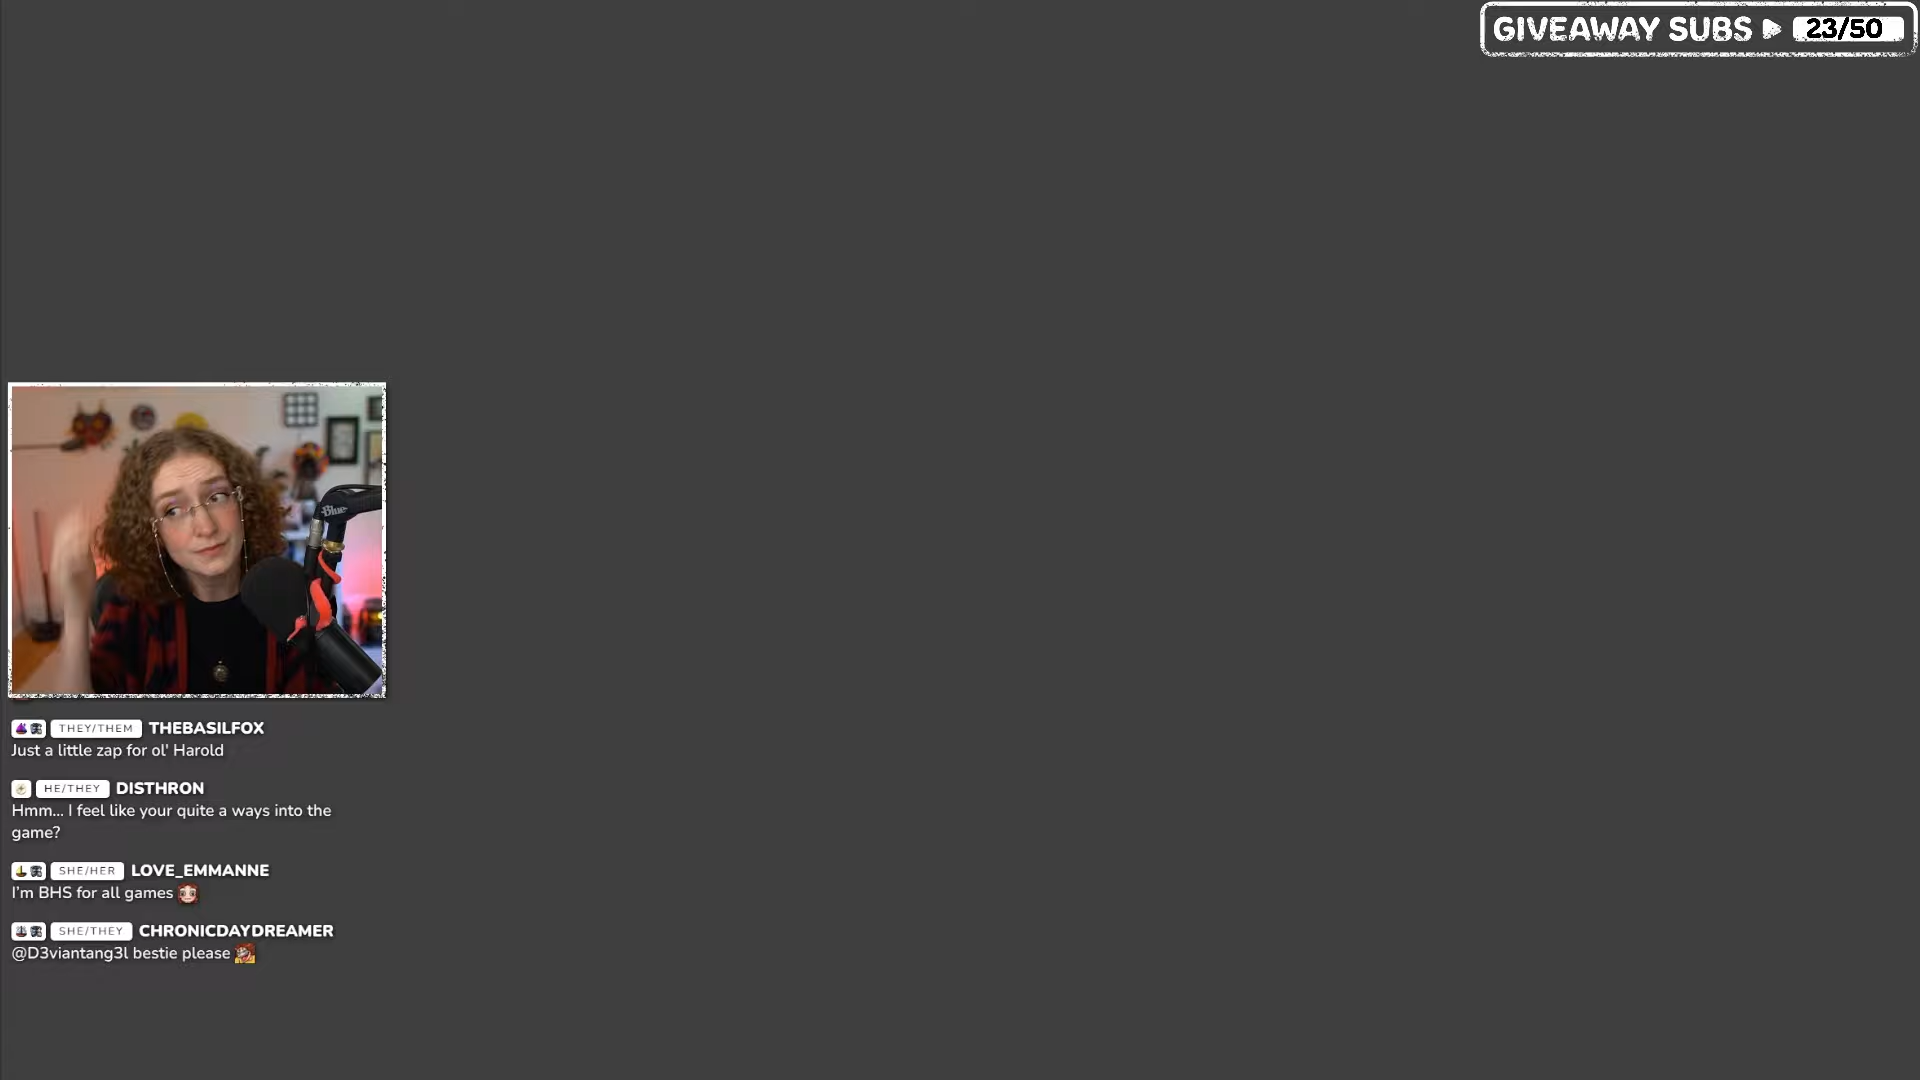 GIVEAWAY SUBS 23/50
Blue
THEY/THEM THEBASILFOX
Just a little zap for ol' Harold
HE/THEY DISTHRON
Hmm... I feel like your quite a ways into the
game?
SHE/HER LOVE_EMMANNE
I'm BHS for all games
SHE/THEY CHRONICDAYDREAMER
@D3viantang3l bestie please